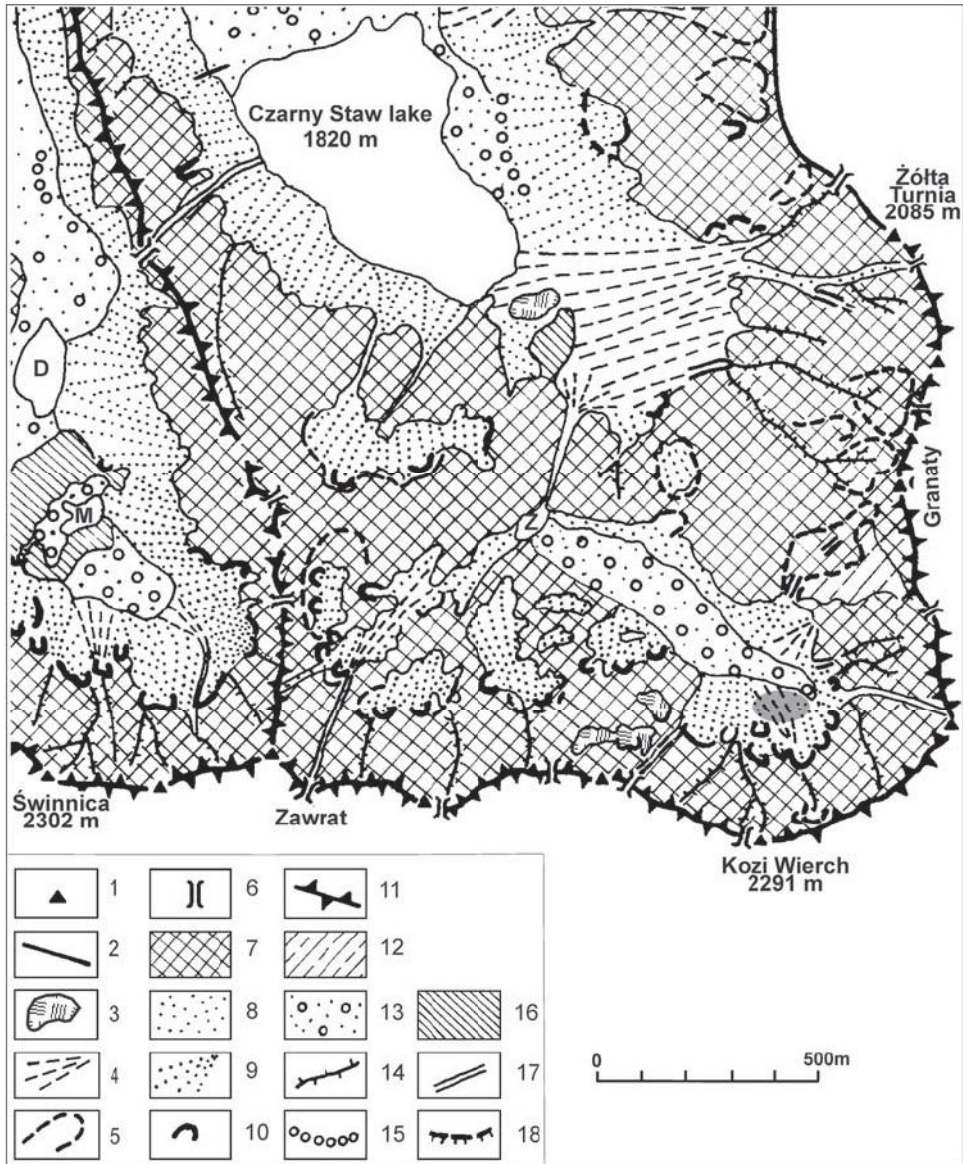 Czarny Staw lake
1820 m
Żółta
Turnia
2085 m
D
M
Z
Granaty
Świnnica
2302 m
Zawrat
Kozi Wierch
2291 m
1 6 11
2 7 12
3 8 13 16
4 9 14 17
5 10 15 18
0 500m